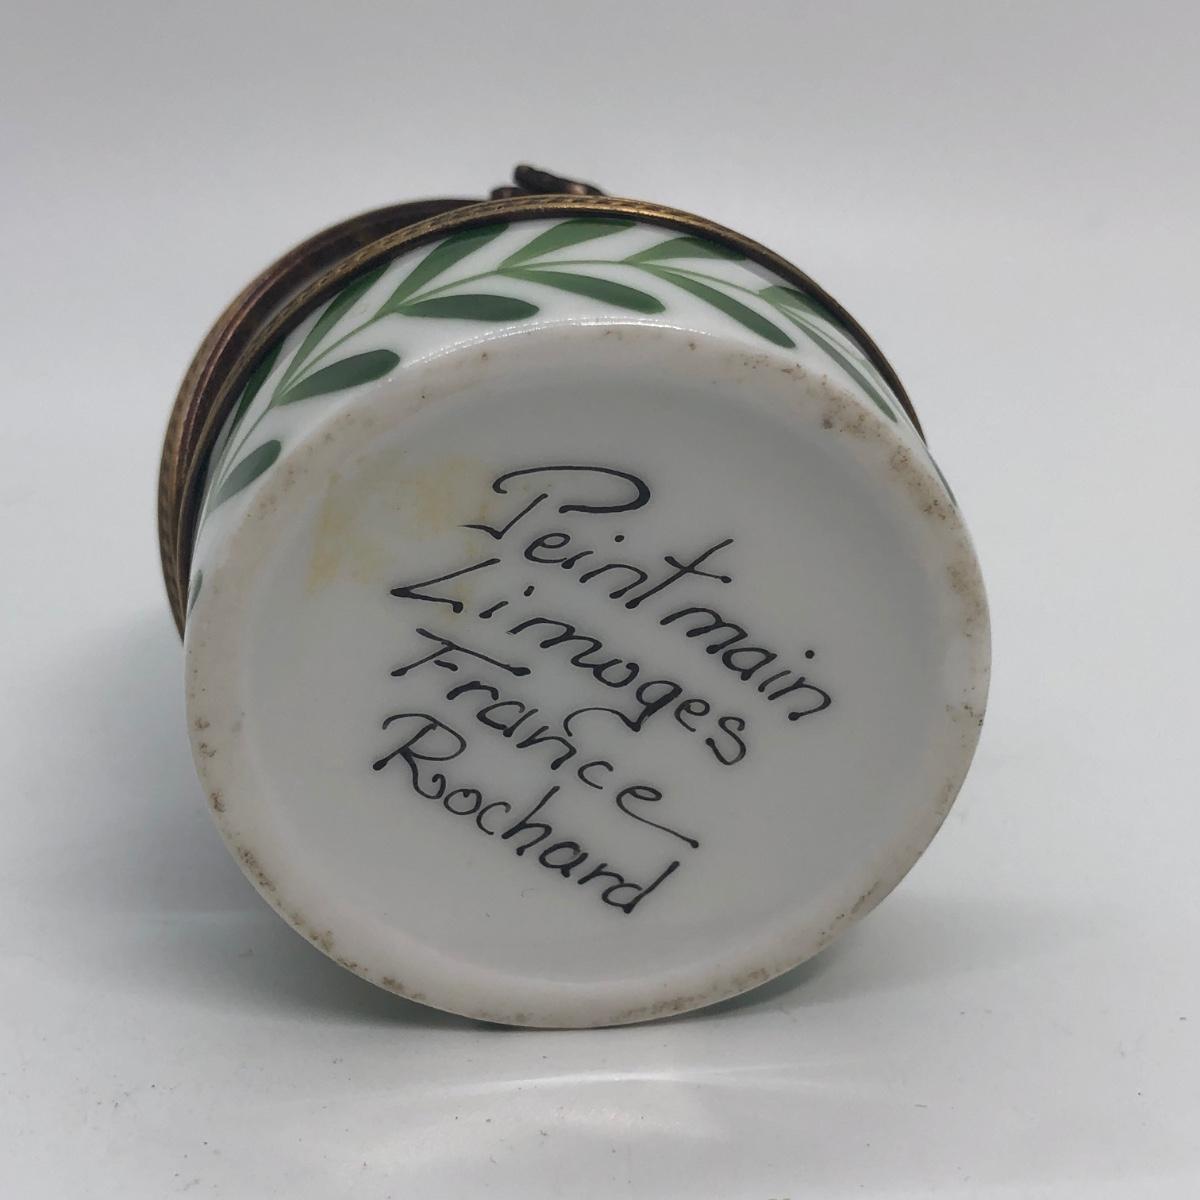 Peint main
Limoges
France
Rochard